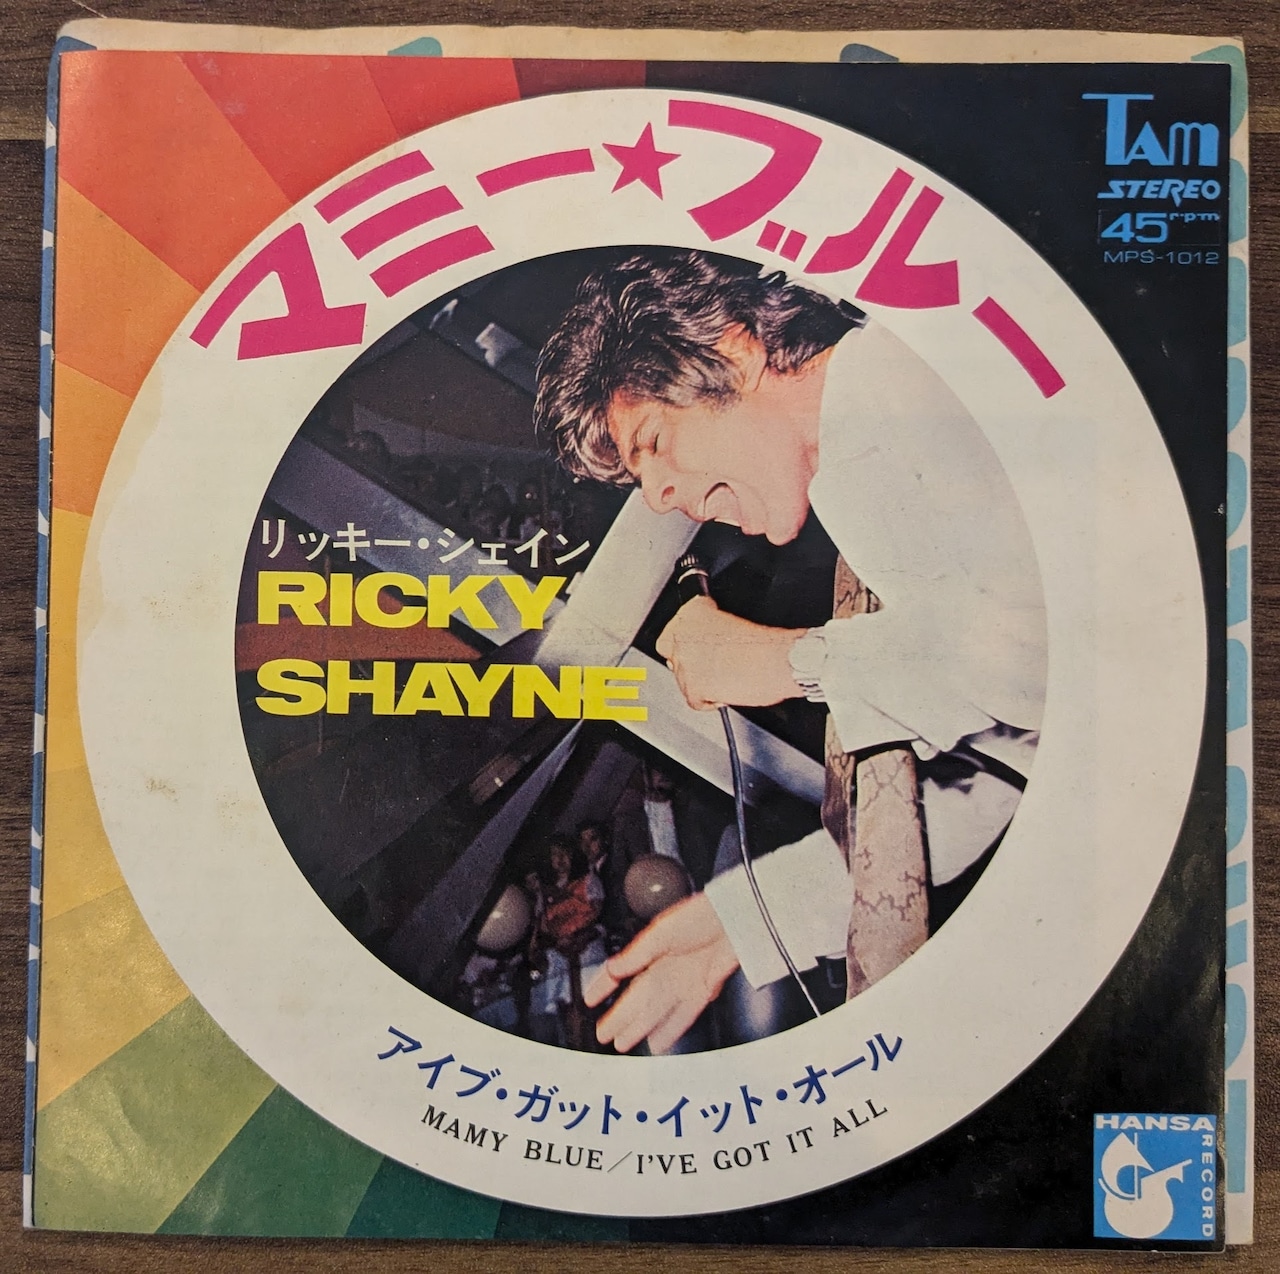 マミー★ブルー
TAM
STEREO
45rpm
MPS-1012
リッキー・シェイン
RICKY
SHAYNE
アイブ・ガット・イット・オール
MAMY BLUE/I'VE GOT IT ALL
HANSA
RECORD